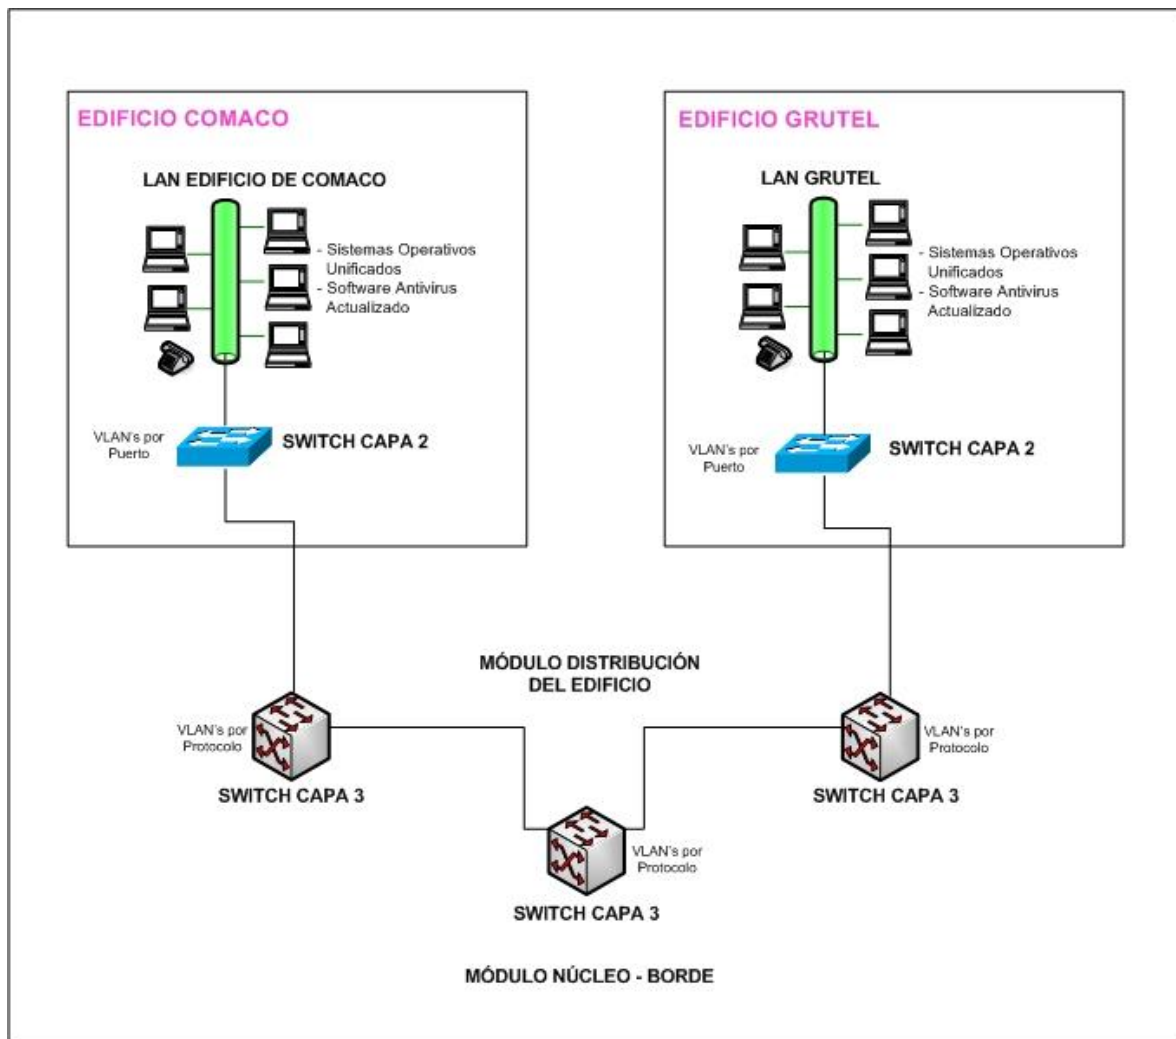 EDIFICIO COMACO
LAN EDIFICIO DE COMACO
- Sistemas Operativos
Unificados
- Software Antivirus
Actualizado
VLAN's por
Puerto
SWITCH CAPA 2
EDIFICIO GRUTEL
LAN GRUTEL
- Sistemas Operativos
Unificados
- Software Antivirus
Actualizado
VLAN's por
Puerto
SWITCH CAPA 2
MÓDULO DISTRIBUCIÓN
DEL EDIFICIO
VLAN's por
Protocolo
SWITCH CAPA 3
VLAN's por
Protocolo
SWITCH CAPA 3
VLAN's por
Protocolo
SWITCH CAPA 3
MÓDULO NÚCLEO - BORDE